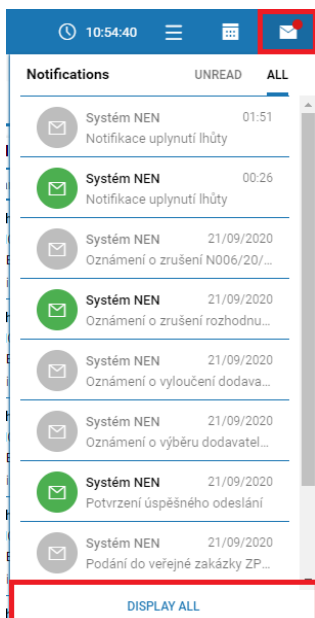 10:54:40
Notifications UNREAD ALL
Systém NEN 01:51
Notifikace uplynutí lhůty
Systém NEN 00:26
Notifikace uplynutí lhůty
Systém NEN 21/09/2020
Oznámení o zrušení N006/20/...
Systém NEN 21/09/2020
Oznámení o zrušení rozhodnu...
Systém NEN 21/09/2020
Oznámení o vyloučení dodava...
Systém NEN 21/09/2020
Oznámení o výběru dodavatel...
Systém NEN 21/09/2020
Potvrzení úspěšného odeslání
Systém NEN 21/09/2020
Podání do veřejné zakázky ZP...
DISPLAY ALL